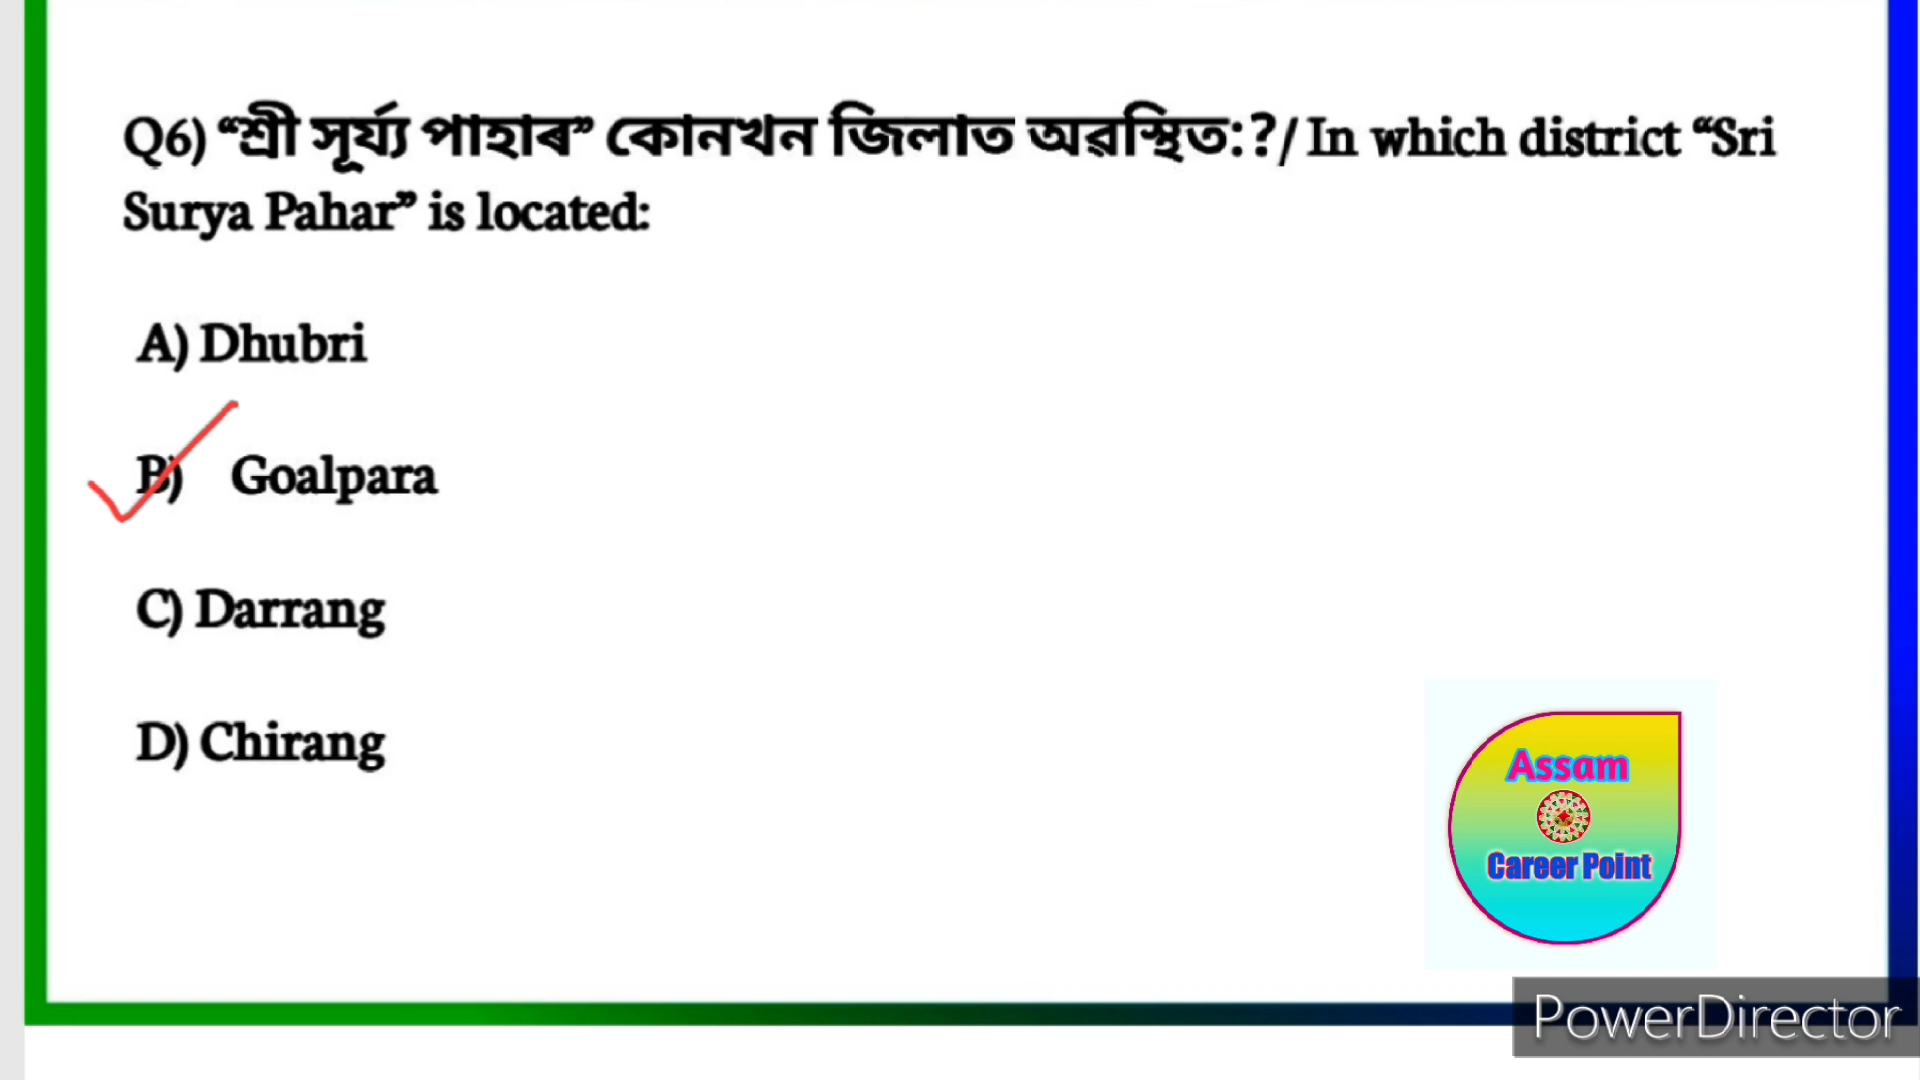 Q6) “শ্ৰী সূৰ্য্য পাহাৰ” কোনখন জিলাত অৱস্থিত:?/ In which district “Sri
Surya Pahar” is located:
A) Dhubri
B) Goalpara
C) Darrang
D) Chirang
Assam
Career Point
PowerDirector